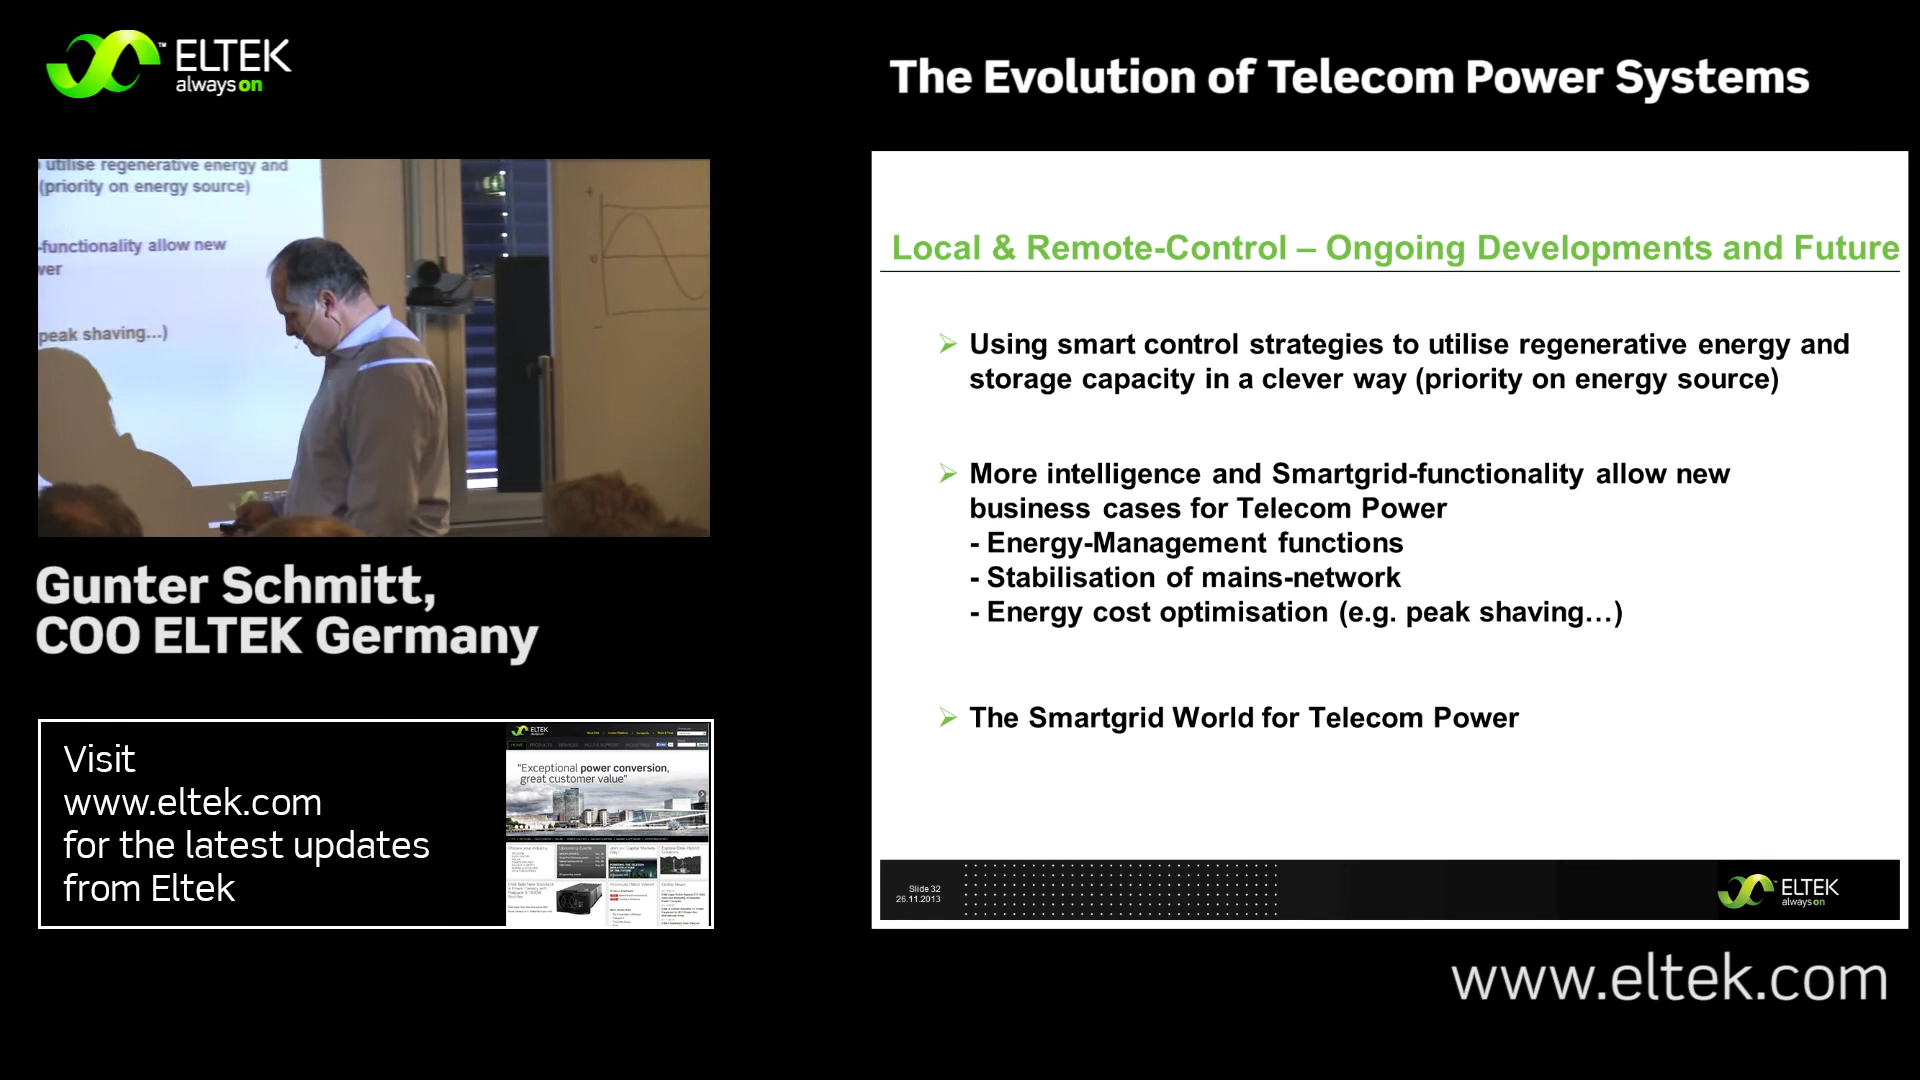 ELTEK
always on
The Evolution of Telecom Power Systems
utilise regenerative energy and
(priority on energy source)
-functionality allow new
peak shaving...)
Gunter Schmitt,
COO ELTEK Germany
Visit
www.eltek.com
for the latest updates
from Eltek
ELTEK
always on
"Exceptional power conversion,
great customer value"
Local & Remote-Control – Ongoing Developments and Future
Using smart control strategies to utilise regenerative energy and
storage capacity in a clever way (priority on energy source)
More intelligence and Smartgrid-functionality allow new
business cases for Telecom Power
- Energy-Management functions
- Stabilisation of mains-network
- Energy cost optimisation (e.g. peak shaving…)
The Smartgrid World for Telecom Power
Slide 32
26.11.2013
ELTEK
always on
www.eltek.com